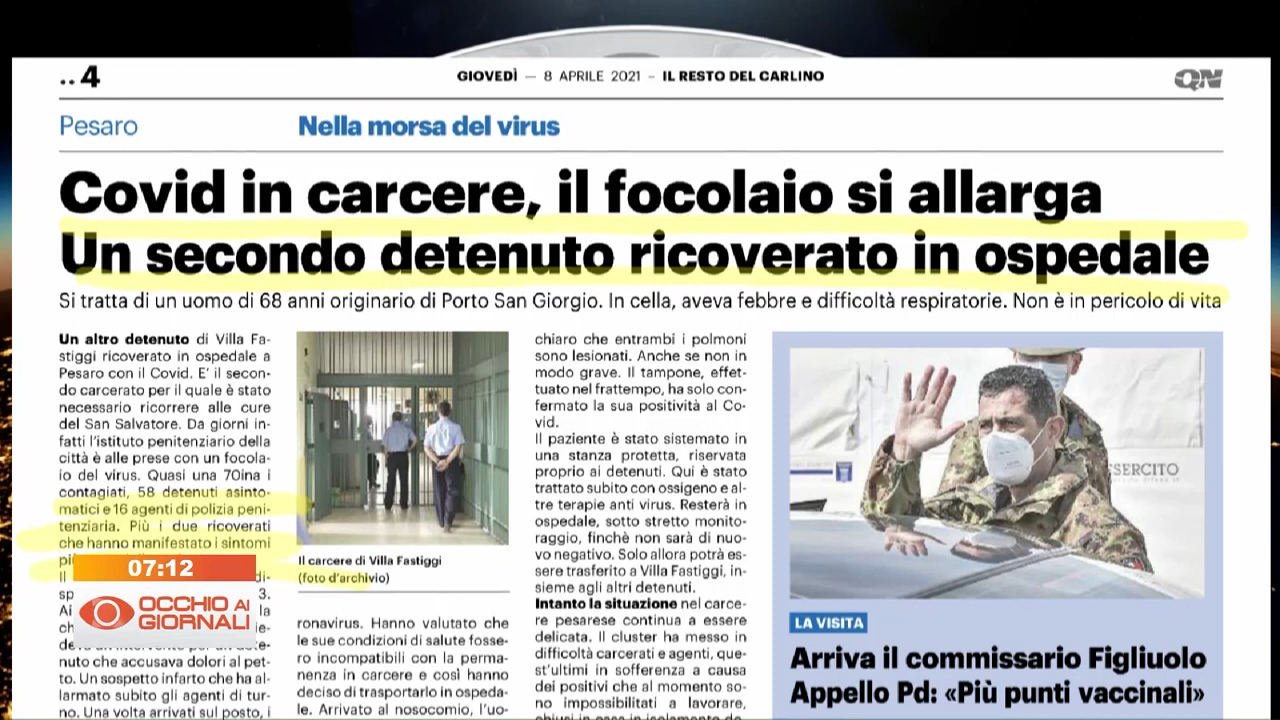 ..4
GIOVEDÌ — 8 APRILE 2021 – IL RESTO DEL CARLINO
QN
Pesaro
Nella morsa del virus
Covid in carcere, il focolaio si allarga
Un secondo detenuto ricoverato in ospedale
Si tratta di un uomo di 68 anni originario di Porto San Giorgio. In cella, aveva febbre e difficoltà respiratorie. Non è in pericolo di vita
Un altro detenuto di Villa Fa-
stiggi ricoverato in ospedale a
Pesaro con il Covid. E' il secon-
do carcerato per il quale è stato
necessario ricorrere alle cure
del San Salvatore. Da giorni in-
fatti l'istituto penitenziario della
città è alle prese con un focola-
io del virus. Quasi una 70ina i
contagiati, 58 detenuti asinto-
matici e 16 agenti di polizia peni-
tenziaria. Più i due ricoverati
che hanno manifestato i sintomi
nuto che accusava dolori al pet-
to. Un sospetto infarto che ha al-
larmato subito gli agenti di tur-
no. Una volta arrivati sul posto, i
Il carcere di Villa Fastiggi
(foto d'archivio)
ronavirus. Hanno valutato che
le sue condizioni di salute fosse-
ro incompatibili con la perma-
nenza in carcere e così hanno
deciso di trasportarlo in ospeda-
le. Arrivato al nosocomio, l'uo-
chiaro che entrambi i polmoni
sono lesionati. Anche se non in
modo grave. Il tampone, effet-
tuato nel frattempo, ha solo con-
fermato la sua positività al Co-
vid.
Il paziente è stato sistemato in
una stanza protetta, riservata
proprio ai detenuti. Qui è stato
trattato subito con ossigeno e al-
tre terapie anti virus. Resterà in
ospedale, sotto stretto monito-
raggio, finchè non sarà di nuo-
vo negativo. Solo allora potrà es-
sere trasferito a Villa Fastiggi, in-
sieme agli altri detenuti.
Intanto la situazione nel carce-
re pesarese continua a essere
delicata. Il cluster ha messo in
difficoltà carcerati e agenti, que-
st'ultimi in sofferenza a causa
dei positivi che al momento so-
no impossibilitati a lavorare,
chiusi in casa in isolamento do-
ESERCITO
LA VISITA
Arriva il commissario Figliuolo
Appello Pd: «Più punti vaccinali»
07:12
OCCHIO AI
GIORNALI